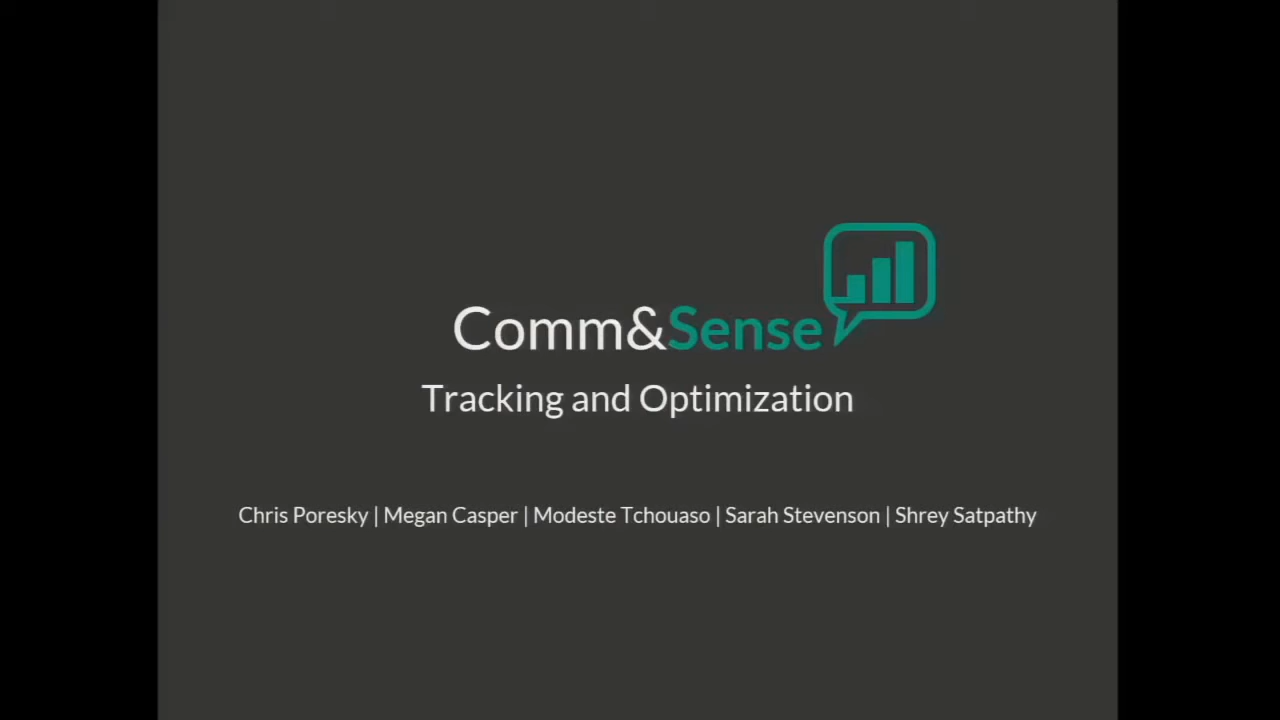 Comm&Sense
Tracking and Optimization
Chris Poresky | Megan Casper | Modeste Tchouaso | Sarah Stevenson | Shrey Satpathy